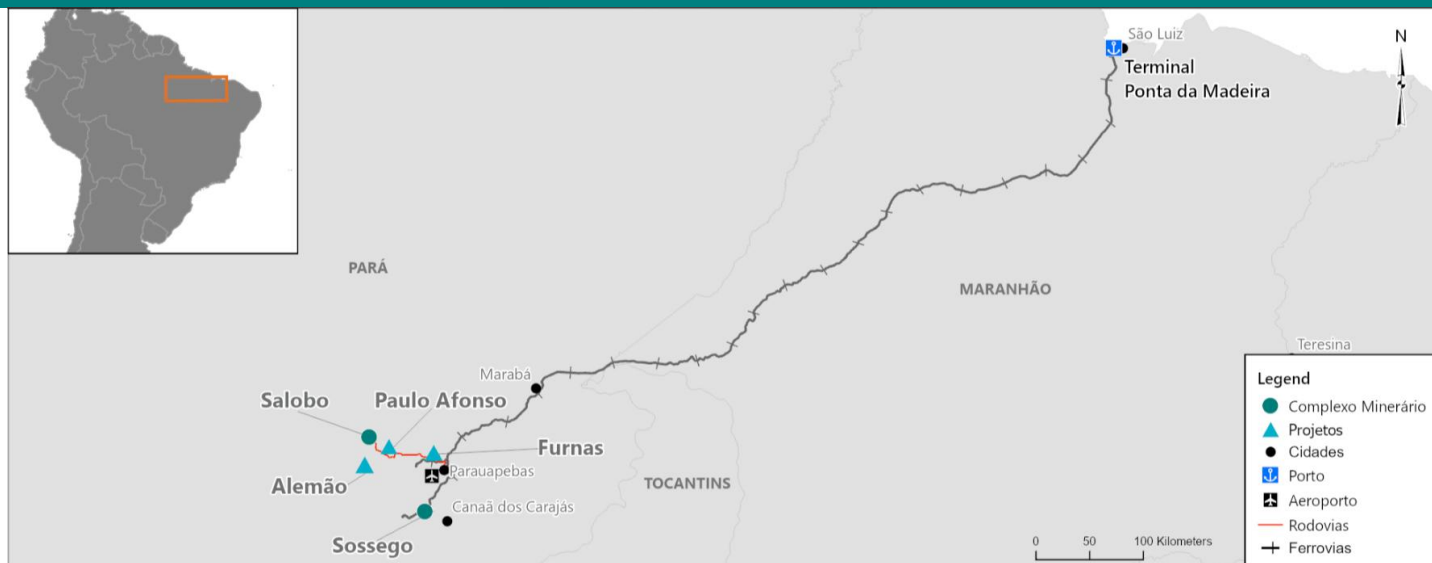 São Luiz
Terminal
Ponta da Madeira
N
PARÁ
MARANHÃO
Teresina
Marabá
Salobo
Paulo Afonso
Furnas
Parauapebas
Alemão
TOCANTINS
Canaã dos Carajás
Sossego
0 50 100 Kilometers
Legend
Complexo Minerário
Projetos
Cidades
Porto
Aeroporto
Rodovias
Ferrovias